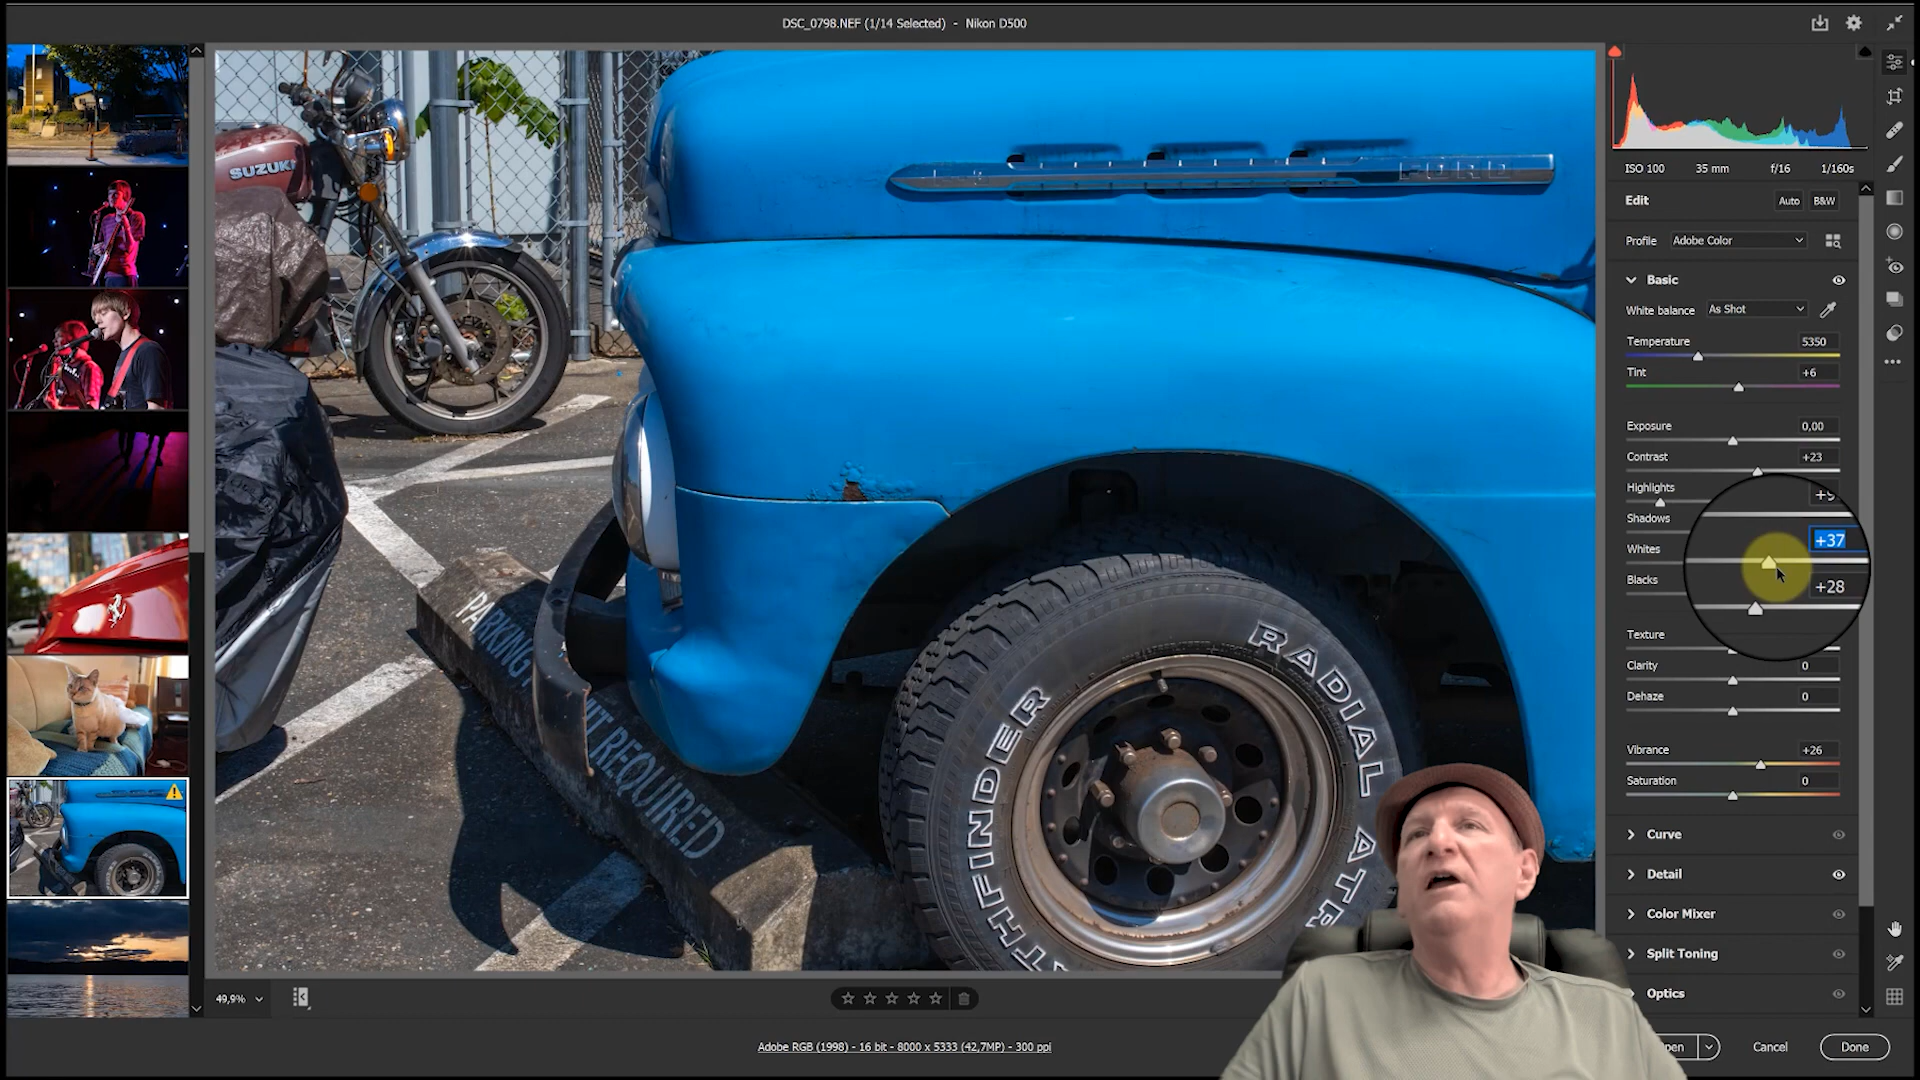 DSC_0798.NEF (1/14 Selected) - Nikon D500
SUZUKI
FORD
PARKING
REQUIRED
RADIAL
ISO 100 35 mm f/16 1/160s
Edit Auto B&W
Profile Adobe Color
Basic
White balance As Shot
Temperature 5350
Tint +6
Exposure 0,00
Contrast +23
Highlights
Shadows
Whites +37
Blacks +28
Texture
Clarity 0
Dehaze 0
Vibrance +26
Saturation 0
Curve
Detail
Color Mixer
Split Toning
Optics
49,9%
Adobe RGB (1998) - 16 bit - 8000 x 5333 (42,7MP) - 300 ppi
Cancel Done